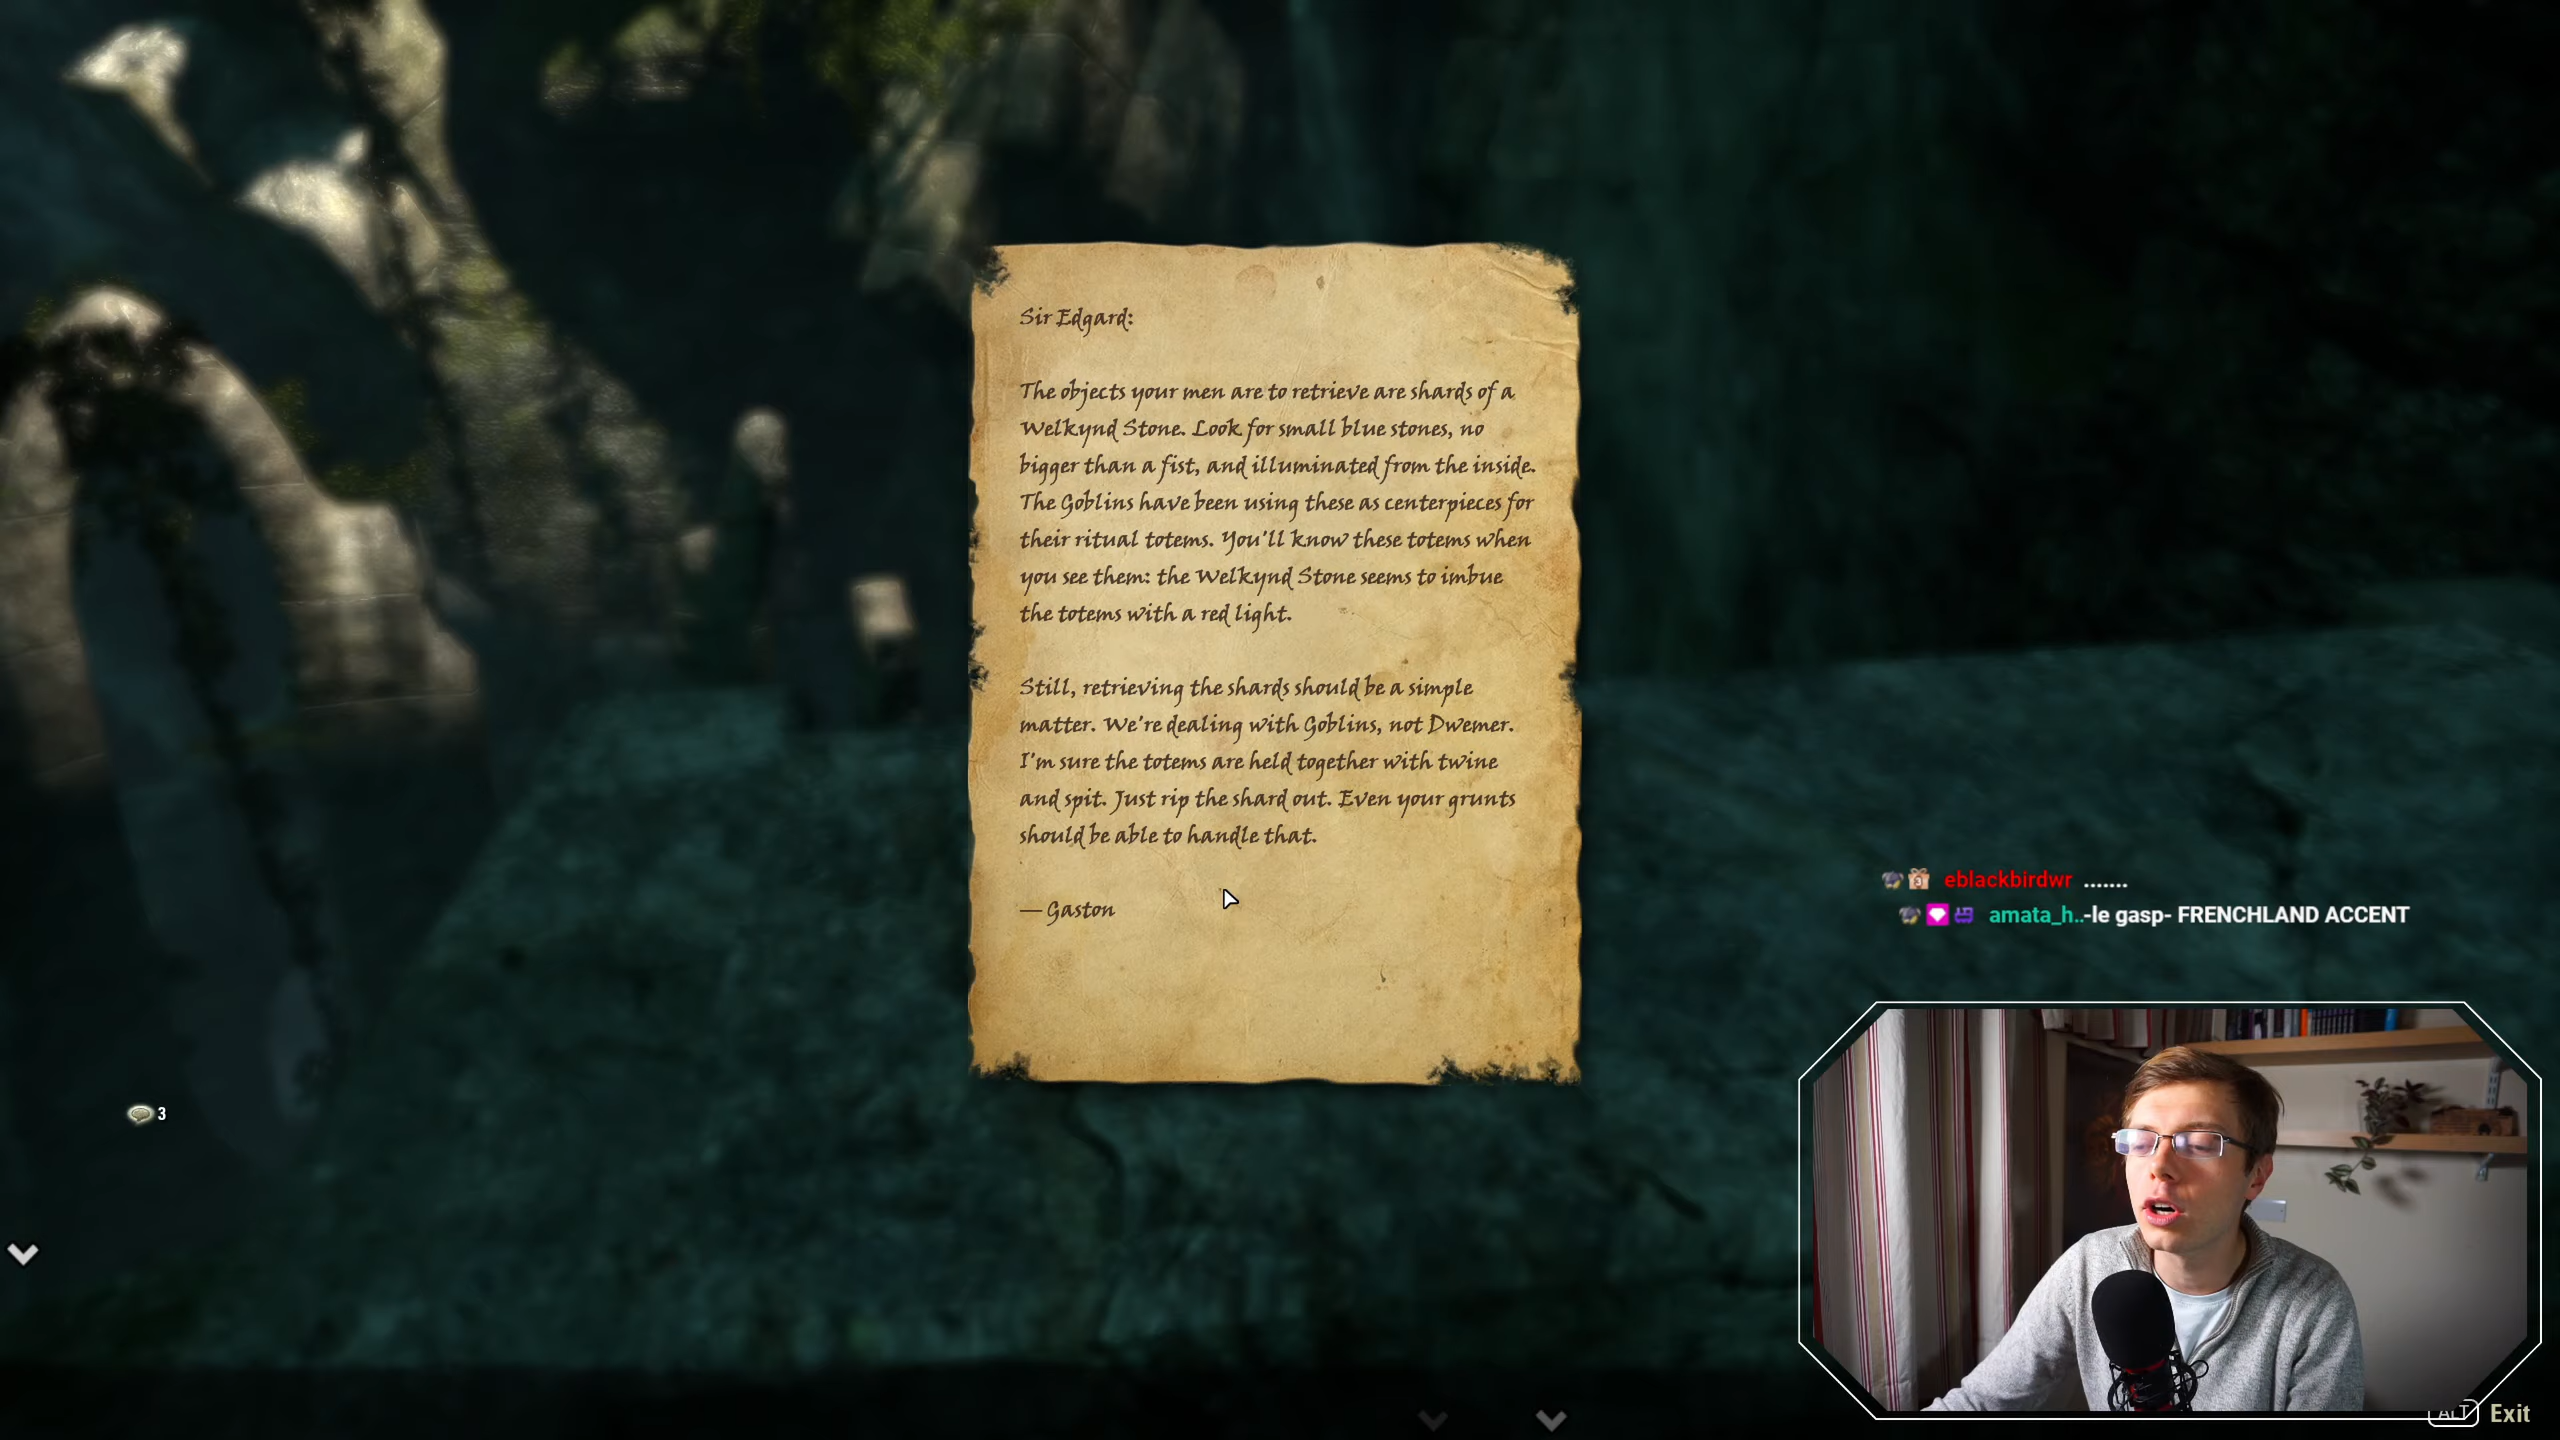 Sir Edgard:
The objects your men are to retrieve are shards of a
Welkynd Stone. Look for small blue stones, no
bigger than a fist, and illuminated from the inside.
The Goblins have been using these as centerpieces for
their ritual totems. You'll know these totems when
you see them: the Welkynd Stone seems to imbue
the totems with a red light.
Still, retrieving the shards should be a simple
matter. We're dealing with Goblins, not Dwemer.
I'm sure the totems are held together with twine
and spit. Just rip the shard out. Even your grunts
should be able to handle that.
— Gaston
eblackbirdwr .......
amata_h..-le gasp- FRENCHLAND ACCENT
3
ALT Exit